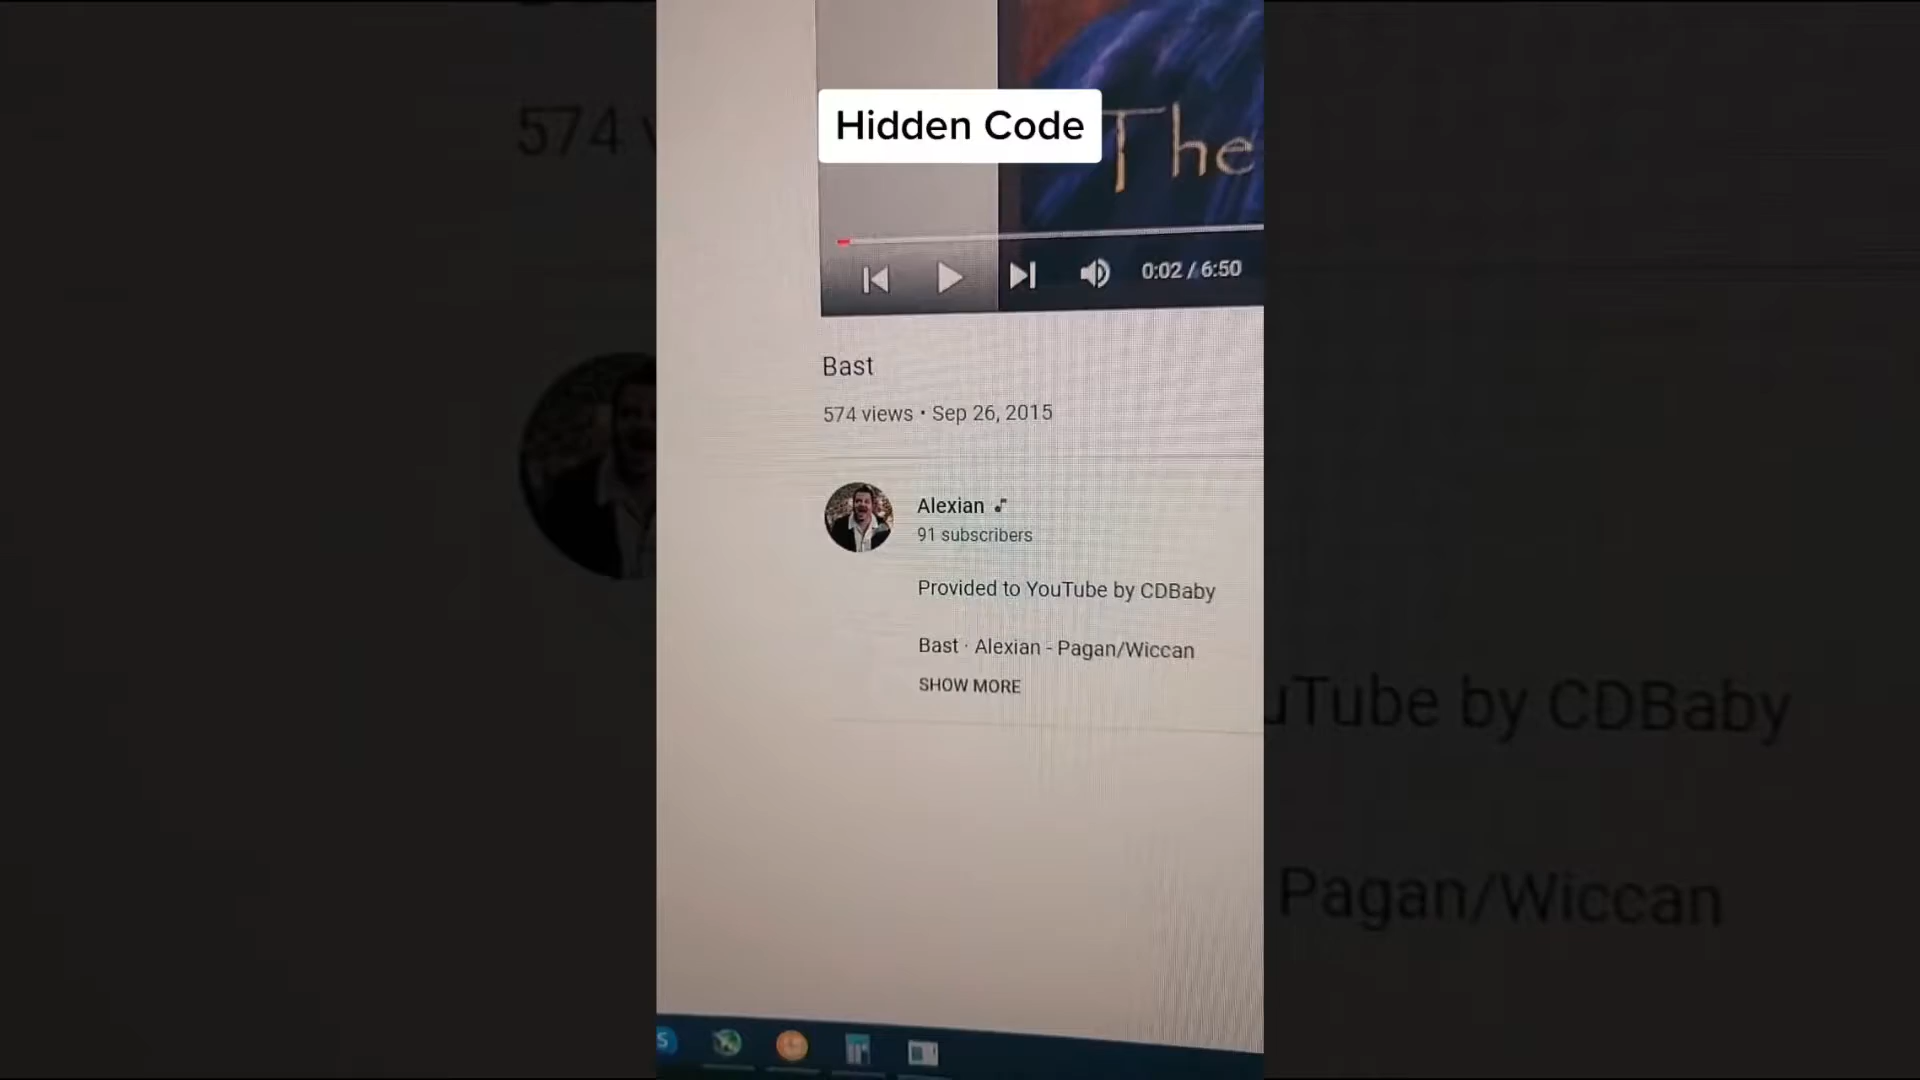 Hidden Code
The
0:02 / 6:50
Bast
574 views • Sep 26, 2015
Alexian
91 subscribers
Provided to YouTube by CDBaby
Bast · Alexian - Pagan/Wiccan
SHOW MORE
574
uTube by CDBaby
Pagan/Wiccan
S